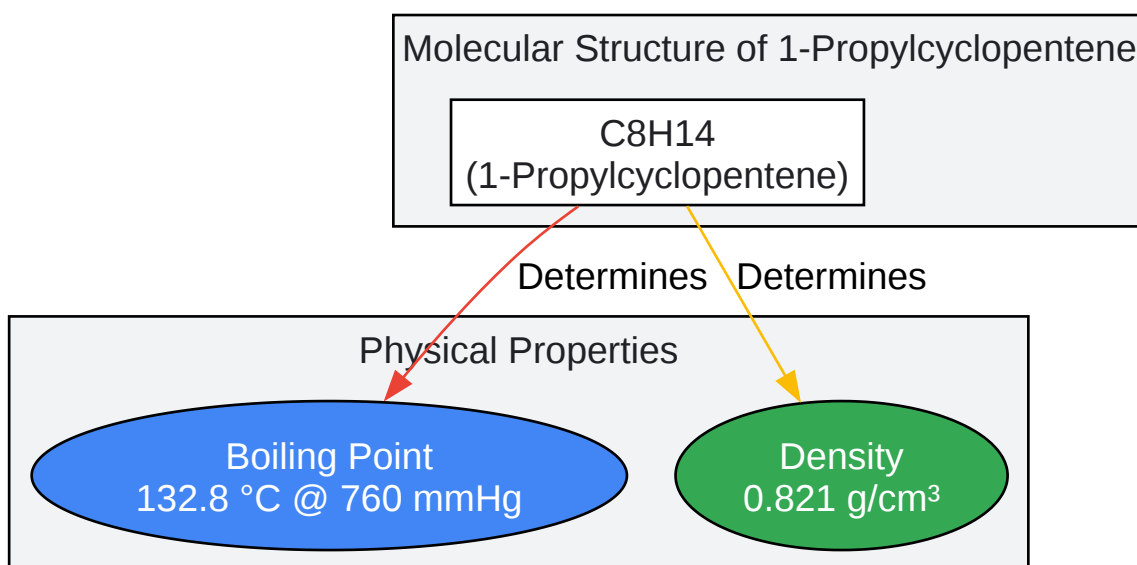 Molecular Structure of 1-Propylcyclopentene
C8H14
(1-Propylcyclopentene)
Determines
Determines
Physical Properties
Boiling Point
132.8 °C @ 760 mmHg
Density
0.821 g/cm³